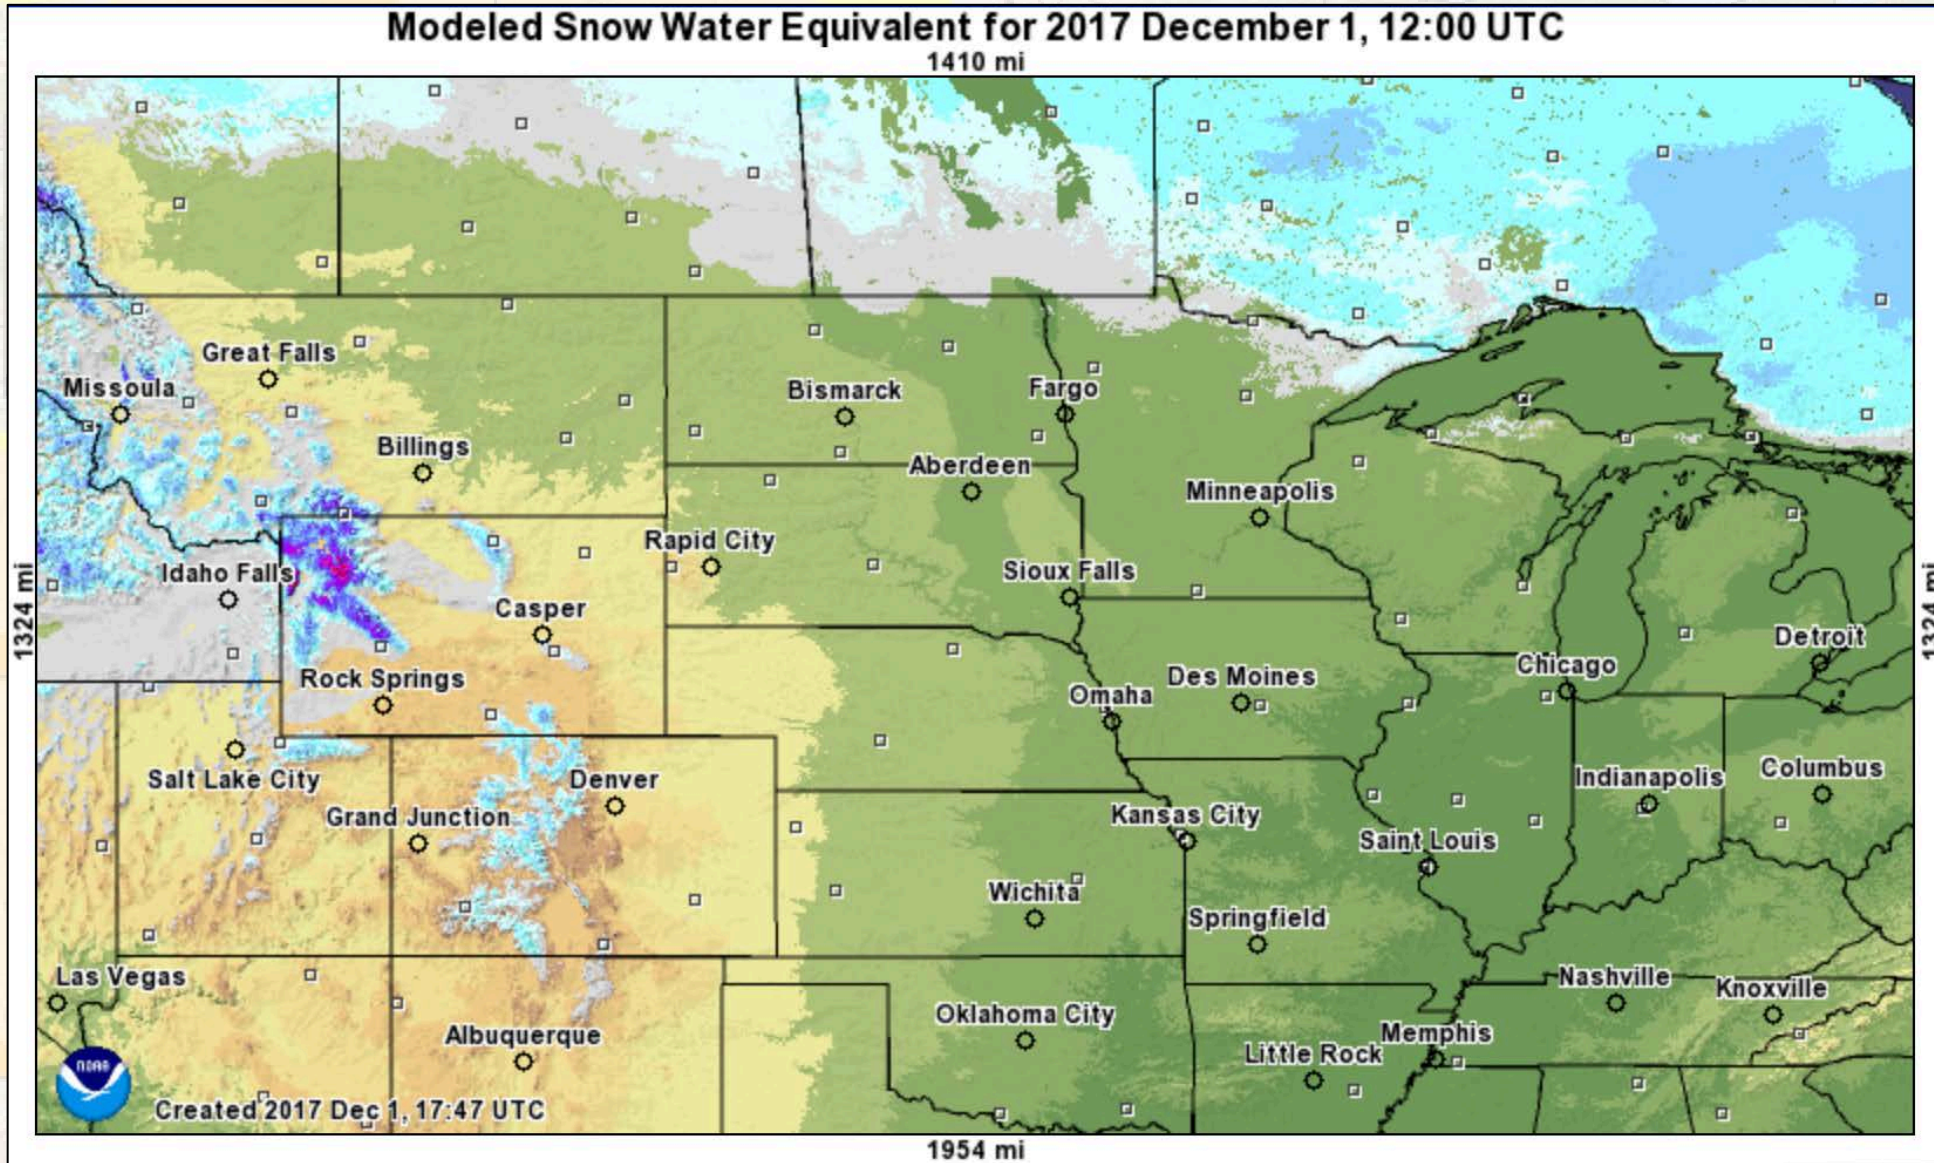 Modeled Snow Water Equivalent for 2017 December 1, 12:00 UTC
1410 mi
Great Falls
Missoula
Bismarck
Fargo
Billings
Aberdeen
Minneapolis
Rapid City
Idaho Falls
Sioux Falls
1324 mi
1324 mi
Casper
Detroit
Rock Springs
Chicago
Des Moines
Omaha
Salt Lake City
Denver
Indianapolis
Columbus
Grand Junction
Kansas City
Saint Louis
Wichita
Springfield
Las Vegas
Nashville
Knoxville
Oklahoma City
Albuquerque
Memphis
Little Rock
NOAA
Created 2017 Dec 1, 17:47 UTC
1954 mi